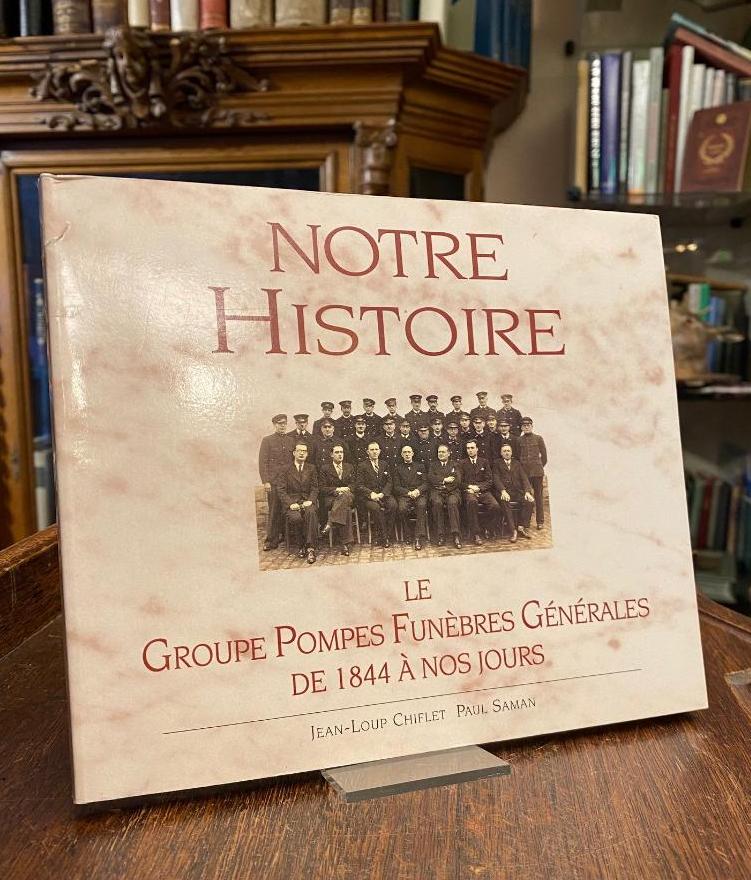 NOTRE
HISTOIRE
LE
GROUPE POMPES FUNÈBRES GÉNÉRALES
DE 1844 À NOS JOURS
JEAN-LOUP CHIFLET PAUL SAMAN